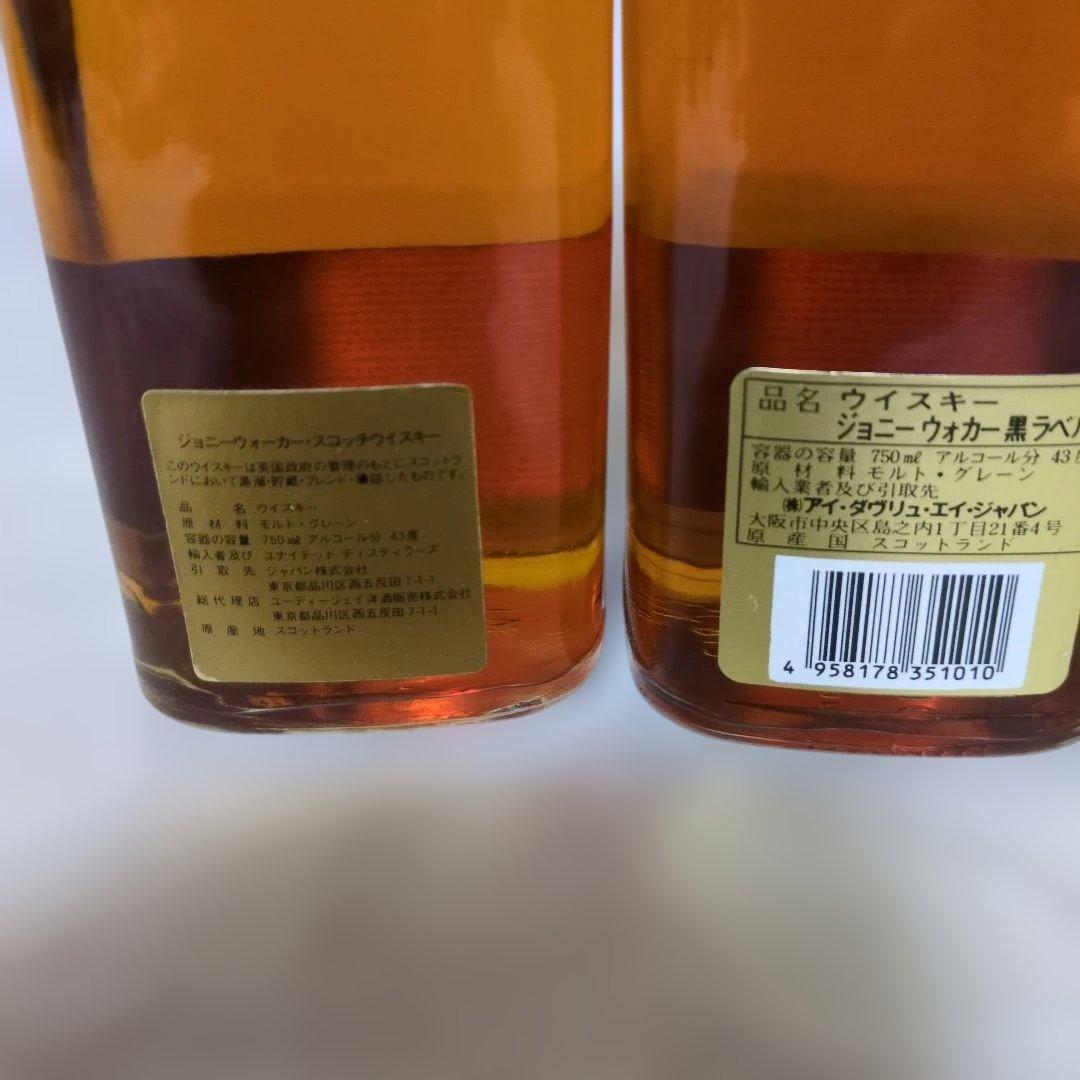 ジョニーウォーカー・スコッチウイスキー
このウイスキーは英国政府の管理のもとにスコットラ
ンドにおいて蒸溜・貯蔵・ブレンド・壜詰したものです。
品 名 ウイスキー
原材料 モルト・グレーン
容器の容量 750㎖ アルコール分 43度
輸入者及び ユナイテッド ディスティラーズ
引取先 ジャパン株式会社
東京都品川区西五反田7-1-1
総代理店 ユーディージェイ洋酒販売株式会社
東京都品川区西五反田7-1-1
原産地 スコットランド
品名 ウイスキー
ジョニーウォカー黒ラベル
容器の容量 750㎖ アルコール分 43度
原材料 モルト・グレーン
輸入業者及び引取先
㈱アイ・ダヴリュ・エイ・ジャパン
大阪市中央区島之内1丁目21番4号
原産国 スコットランド
4 958178 351010